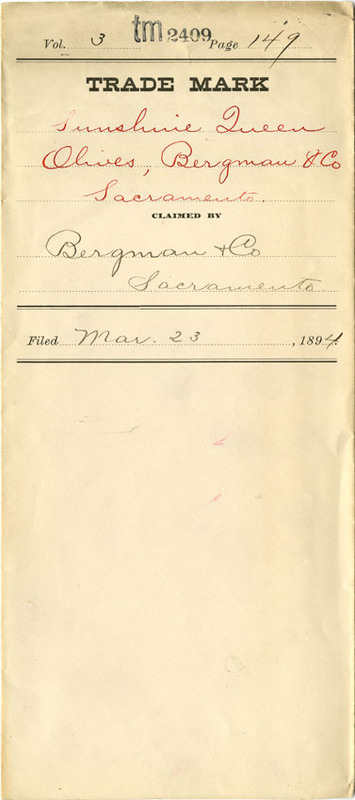 Vol. 3 tm 2409 Page 149
TRADE MARK
Sunshine Queen
Olives, Bergman & Co
Sacramento.
CLAIMED BY
Bergman & Co
Sacramento.
Filed Mar. 23, 1894.